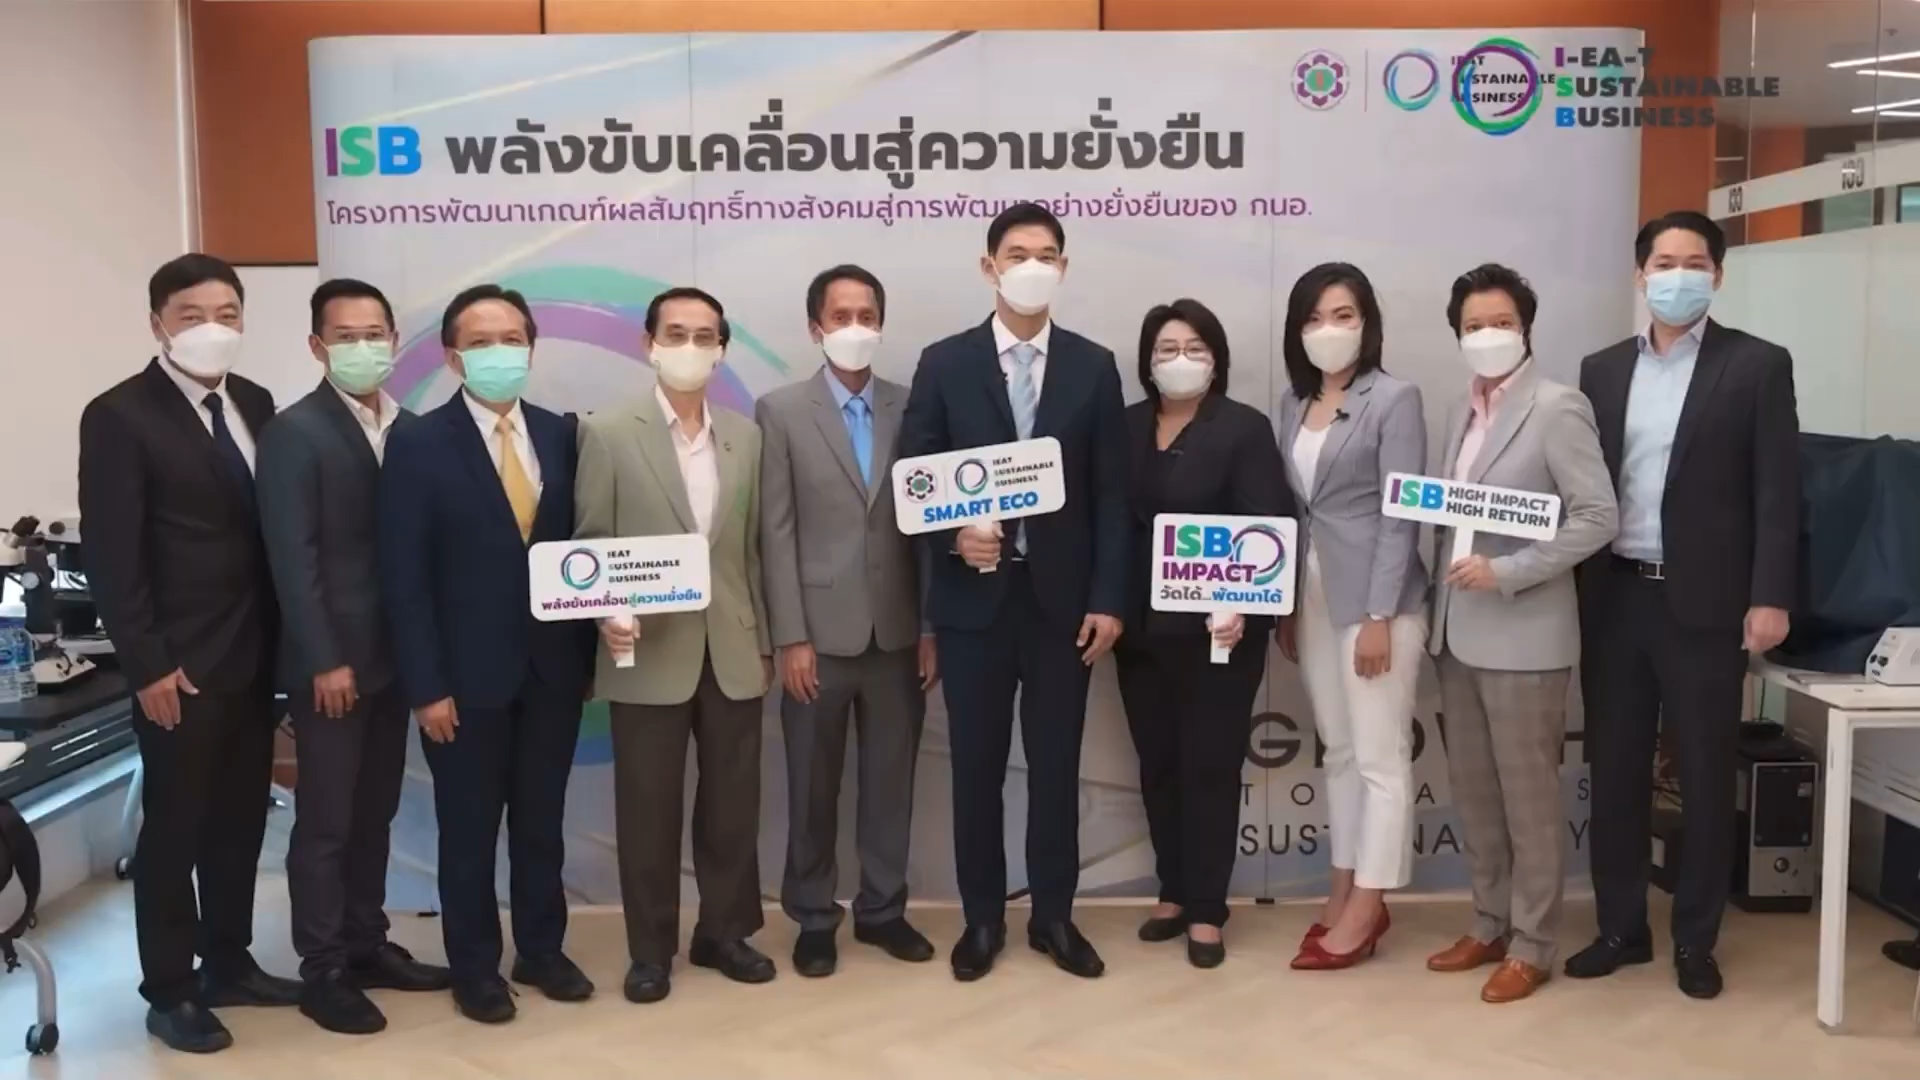 I-EA-T
SUSTAINABLE
BUSINESS
ISB พลังขับเคลื่อนสู่ความยั่งยืน
โครงการพัฒนาเกณฑ์ผลสัมฤทธิ์ทางสังคมสู่การพัฒนาอย่างยั่งยืนของ กนอ.
100
100
IEAT
SUSTAINABLE
BUSINESS
SMART ECO
ISB HIGH IMPACT
HIGH RETURN
IEAT
SUSTAINABLE
BUSINESS
พลังขับเคลื่อนสู่ความยั่งยืน
ISB
IMPACT
วัดได้...พัฒนาได้